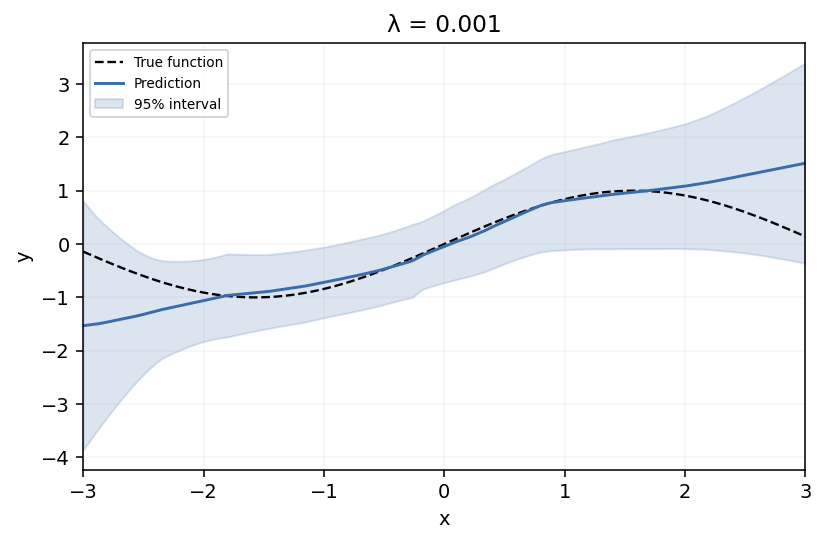 λ = 0.001
True function
Prediction
95% interval
3
2
1
0
−1
−2
−3
−4
y
−3 −2 −1 0 1 2 3
x